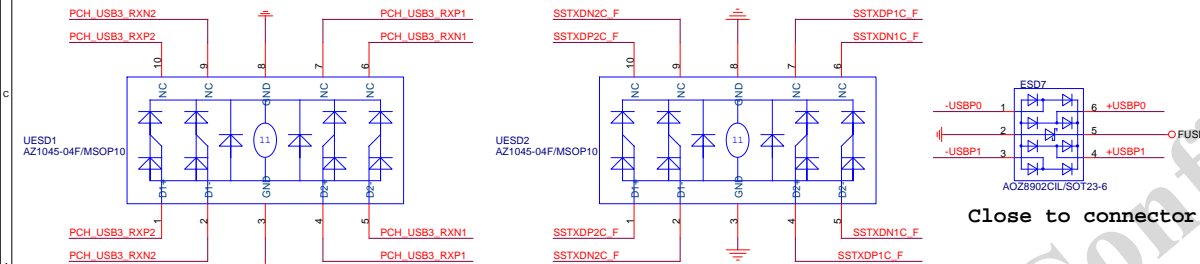 PCH_USB3_RXN2
PCH_USB3_RXP2
PCH_USB3_RXP1
PCH_USB3_RXN1
10 9 8 7 6
NC NC GND NC NC
UESD1
AZ1045-04F/MSOP10
11
D1+ D1- GND D2+ D2-
1 2 3 4 5
PCH_USB3_RXP2
PCH_USB3_RXN2
PCH_USB3_RXN1
PCH_USB3_RXP1
SSTXDN2C_F
SSTXDP2C_F
SSTXDP1C_F
SSTXDN1C_F
10 9 8 7 6
NC NC GND NC NC
UESD2
AZ1045-04F/MSOP10
11
D1+ D1- GND D2+ D2-
1 2 3 4 5
SSTXDP2C_F
SSTXDN2C_F
SSTXDN1C_F
SSTXDP1C_F
ESD7
-USBP0 1 6 +USBP0
2 5
-USBP1 3 4 +USBP1
AOZ8902CIL/SOT23-6
Close to connector
C